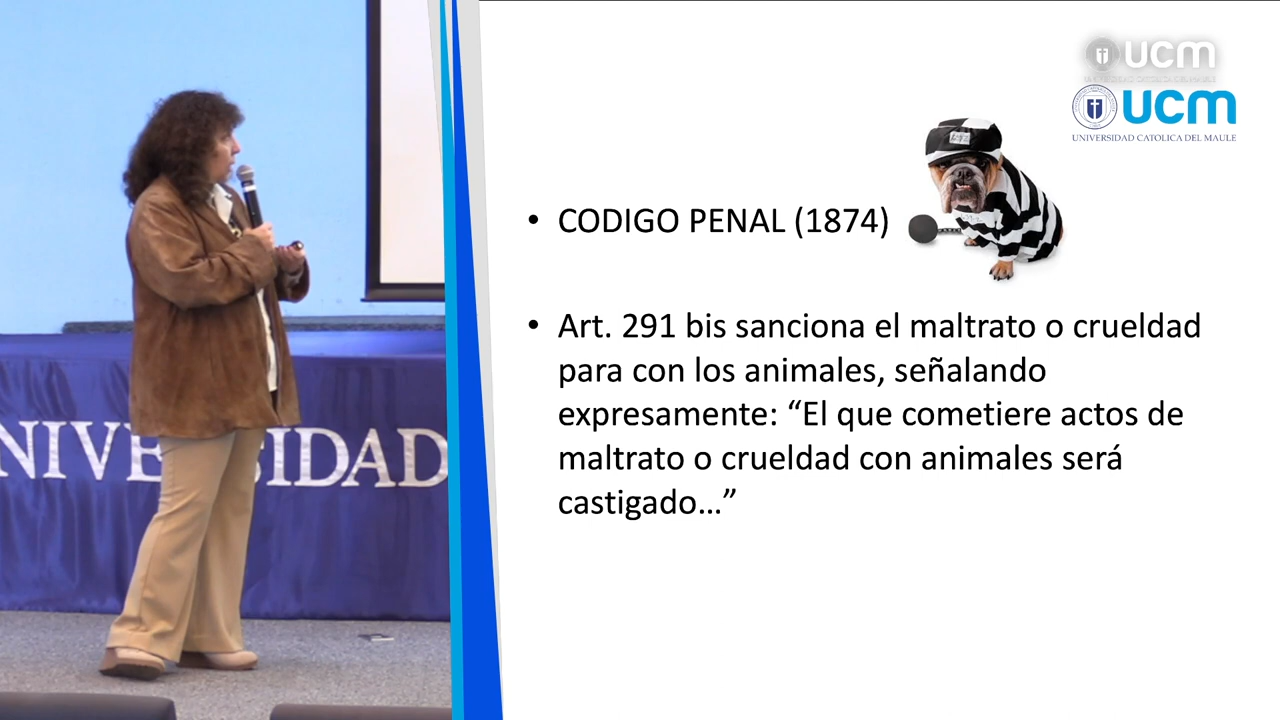 ucm
ucm
UNIVERSIDAD CATOLICA DEL MAULE
• CODIGO PENAL (1874)
• Art. 291 bis sanciona el maltrato o crueldad
para con los animales, señalando
expresamente: “El que cometiere actos de
maltrato o crueldad con animales será
castigado…”
NIVE SIDAD